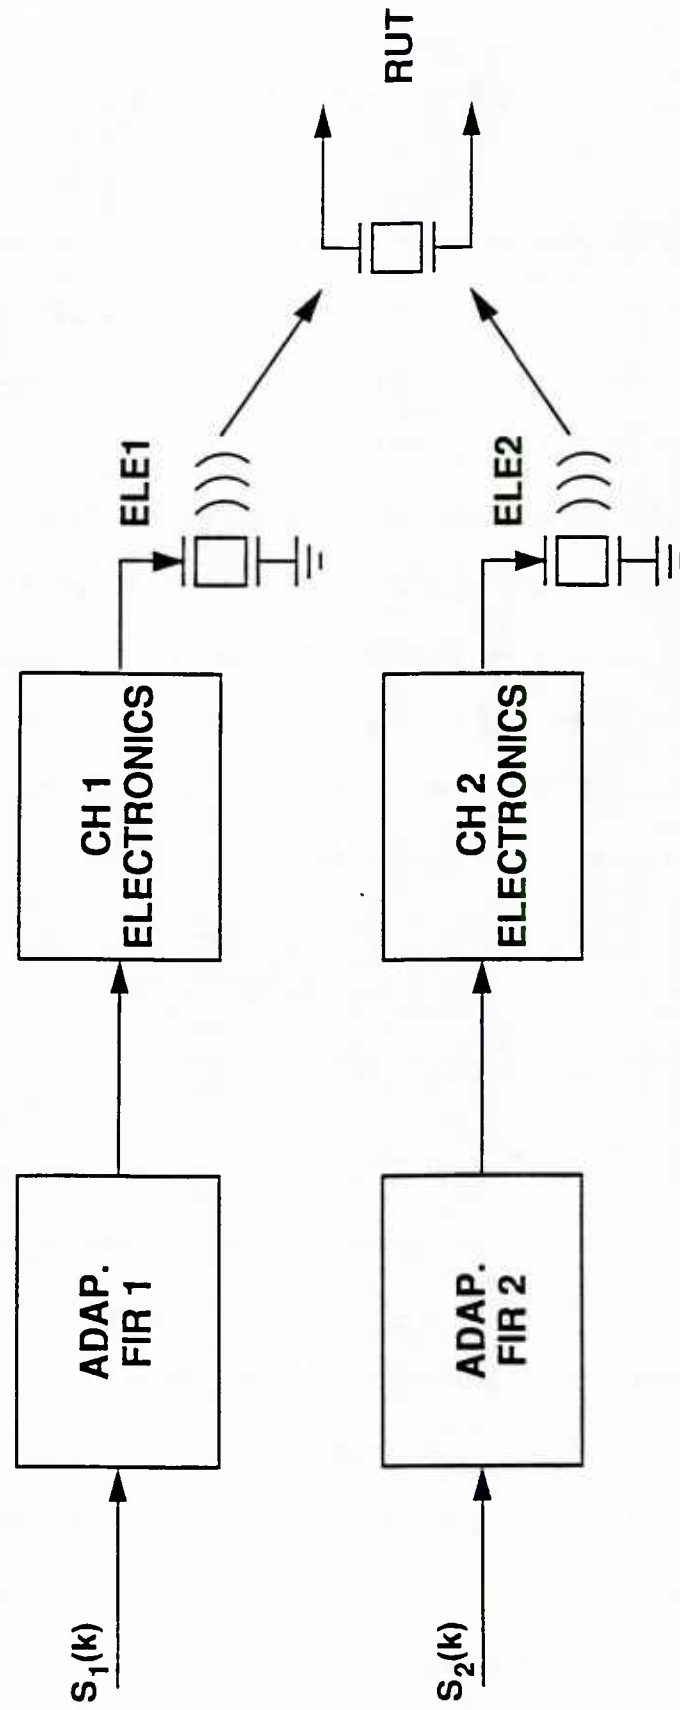 S1(k)
ADAP.
FIR 1
CH 1
ELECTRONICS
ELE1
RUT
S2(k)
ADAP.
FIR 2
CH 2
ELECTRONICS
ELE2